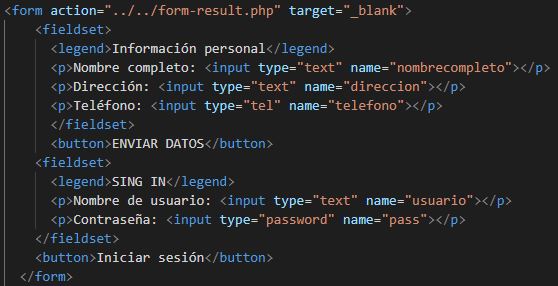 <form action="../../form-result.php" target="_blank">
<fieldset>
<legend>Información personal</legend>
<p>Nombre completo: <input type="text" name="nombrecompleto"></p>
<p>Dirección: <input type="text" name="direccion"></p>
<p>Teléfono: <input type="tel" name="telefono"></p>
</fieldset>
<button>ENVIAR DATOS</button>
<fieldset>
<legend>SING IN</legend>
<p>Nombre de usuario: <input type="text" name="usuario"></p>
<p>Contraseña: <input type="password" name="pass"></p>
</fieldset>
<button>Iniciar sesión</button>
</form>